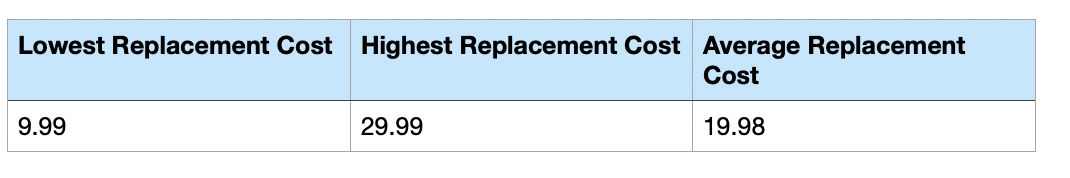 Lowest Replacement Cost
Highest Replacement Cost
Average Replacement
Cost
9.99
29.99
19.98